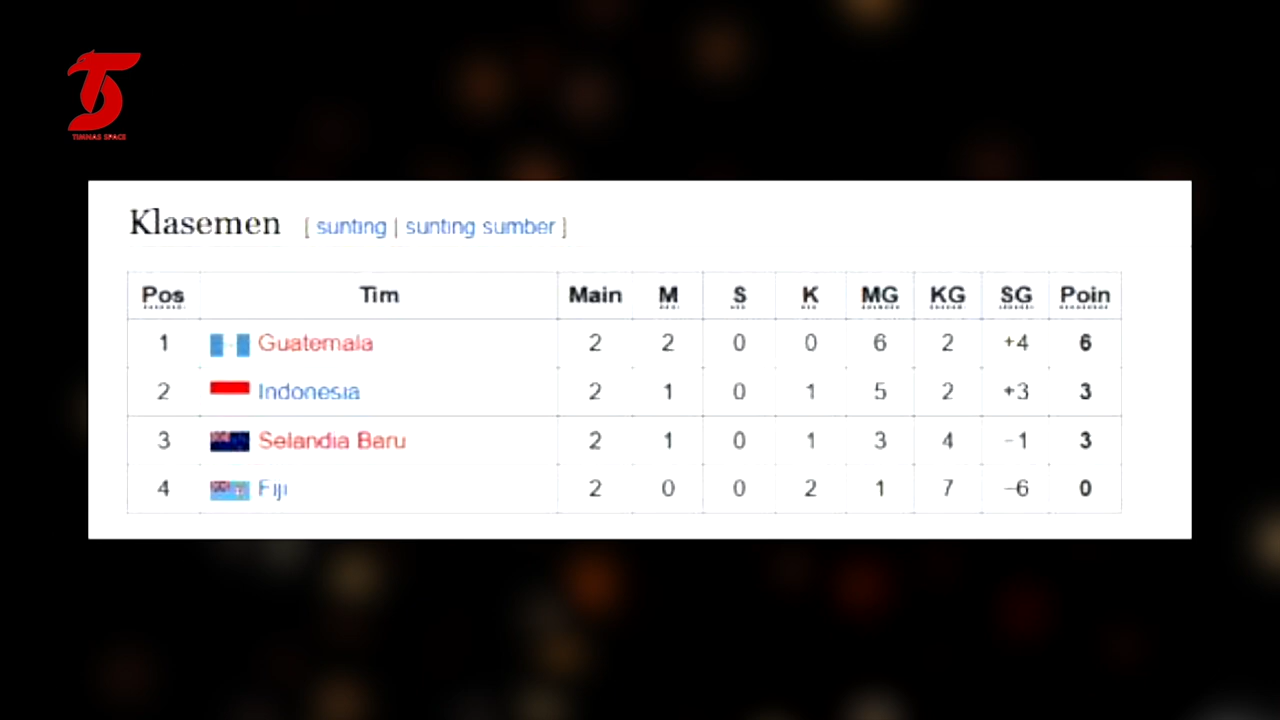 TIMNAS SPACE
Klasemen [ sunting | sunting sumber ]
Pos Tim Main M S K MG KG SG Poin
1 Guatemala 2 2 0 0 6 2 +4 6
2 Indonesia 2 1 0 1 5 2 +3 3
3 Selandia Baru 2 1 0 1 3 4 −1 3
4 Fiji 2 0 0 2 1 7 −6 0